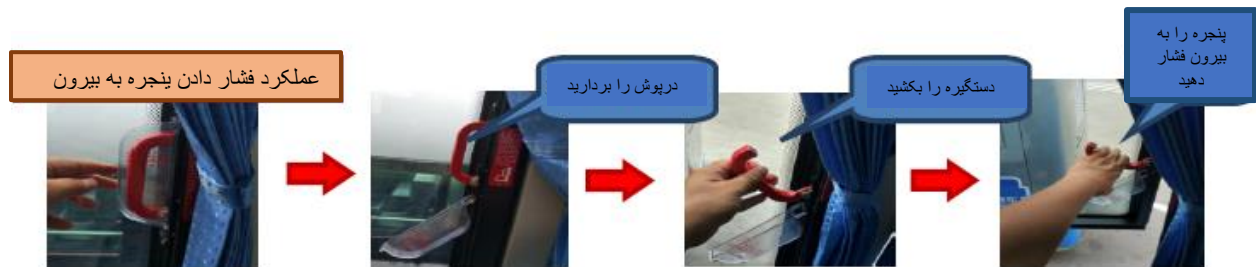 عملکرد فشار دادن پنجره به بیرون
درپوش را بردارید
دستگیره را بکشید
پنجره را به
بیرون فشار
دهید